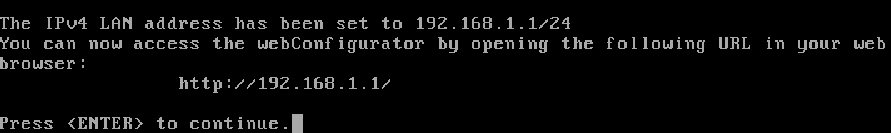 The IPv4 LAN address has been set to 192.168.1.1/24
You can now access the webConfigurator by opening the following URL in your web
browser:
http://192.168.1.1/
Press <ENTER> to continue.